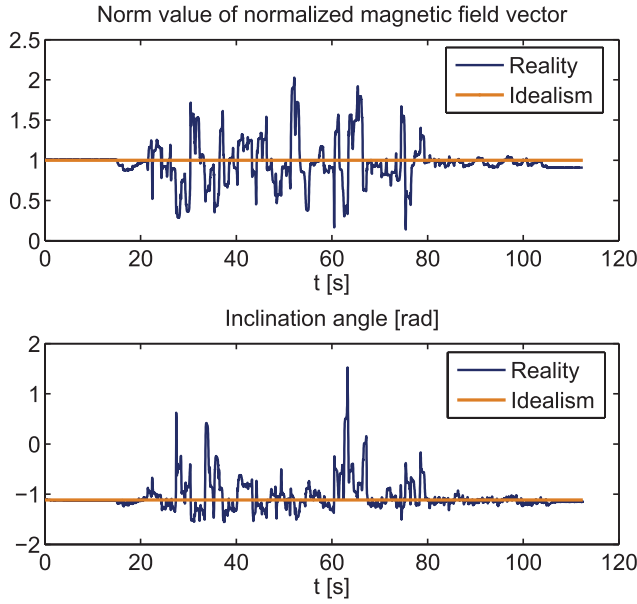 Norm value of normalized magnetic field vector
2.5
2
1.5
1
0.5
0
Reality
Idealism
0 20 40 60 80 100 120
t [s]
Inclination angle [rad]
2
1
0
−1
−2
Reality
Idealism
0 20 40 60 80 100 120
t [s]